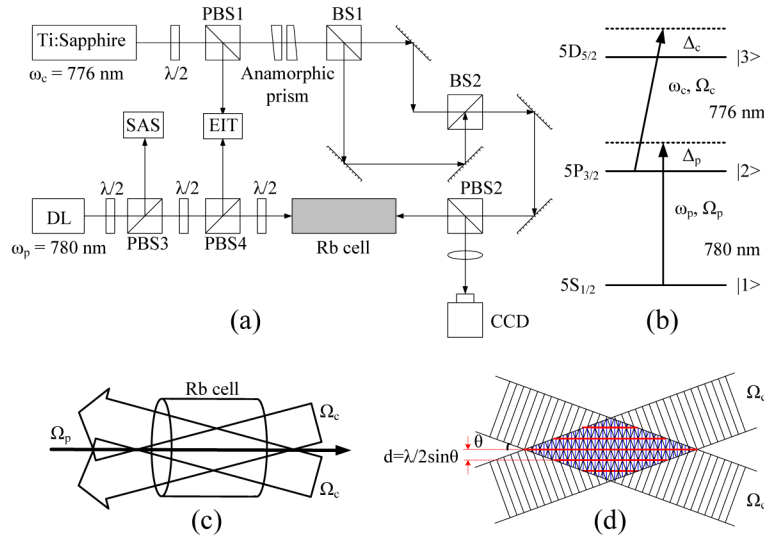 PBS1
BS1
Ti:Sapphire
ωc = 776 nm
λ/2
Anamorphic
prism
BS2
SAS
EIT
λ/2
λ/2
λ/2
PBS2
DL
ωp = 780 nm
PBS3
PBS4
Rb cell
CCD
(a)
5D5/2
Δc
|3>
ωc, Ωc
776 nm
5P3/2
Δp
|2>
ωp, Ωp
780 nm
5S1/2
|1>
(b)
Rb cell
Ωc
Ωp
Ωc
(c)
Ωc
θ
d=λ/2sinθ
Ωc
(d)